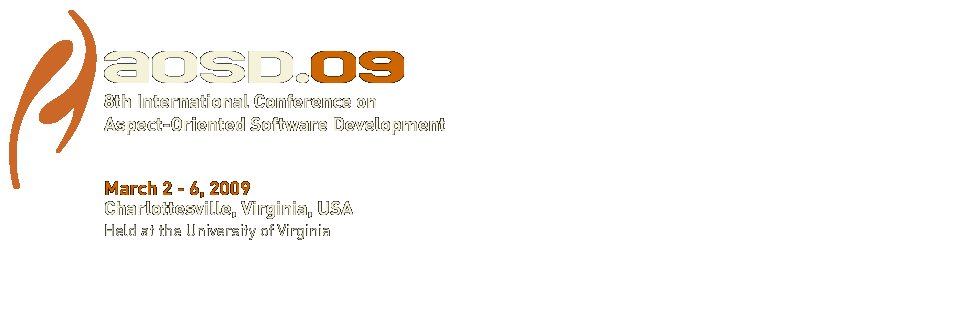 aOSD.09
8th International Conference on
Aspect-Oriented Software Development
March 2 - 6, 2009
Charlottesville, Virginia, USA
Held at the University of Virginia